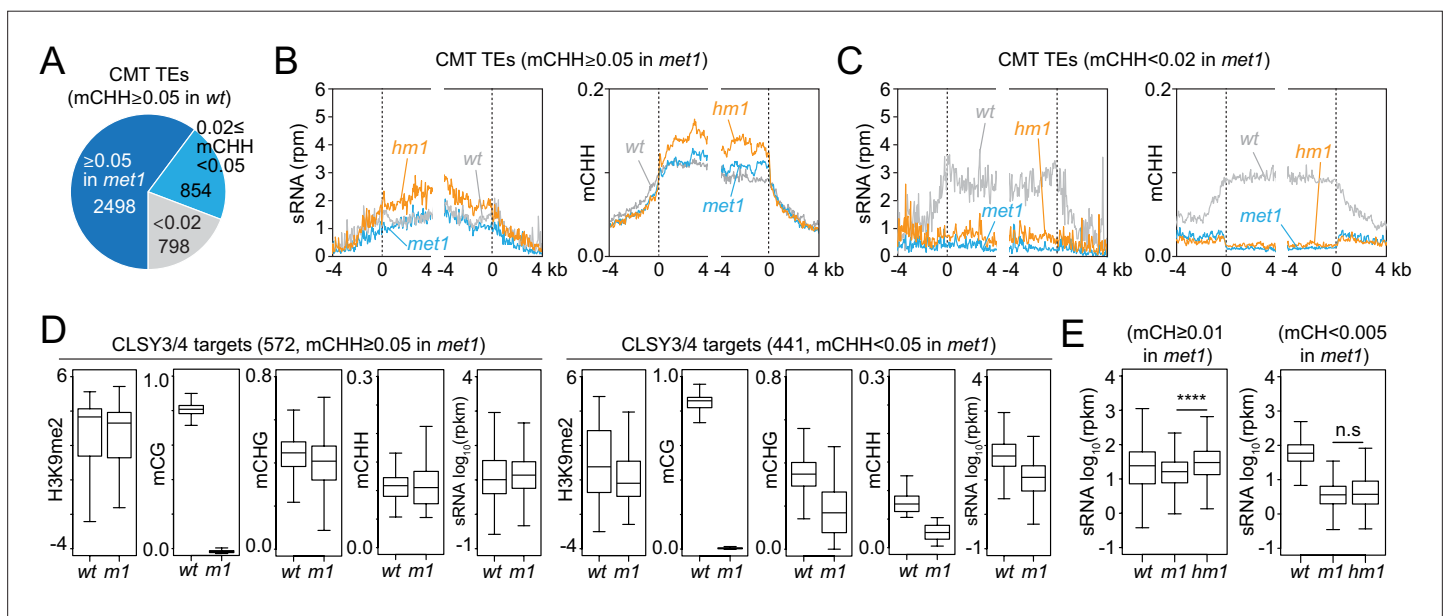 A
CMT TEs
(mCHH≥0.05 in wt)
0.02≤
mCHH
<0.05
854
≥0.05
in met1
2498
<0.02
798
B
CMT TEs (mCHH≥0.05 in met1)
sRNA (rpm)
6
5
4
3
2
1
0
hm1
wt
met1
-4 0 4 -4 0 4 kb
mCHH
0.2
0.0
wt
hm1
met1
-4 0 4 -4 0 4 kb
C
CMT TEs (mCHH<0.02 in met1)
sRNA (rpm)
6
5
4
3
2
1
0
wt
hm1
met1
-4 0 4 -4 0 4 kb
mCHH
0.2
0.0
wt
hm1
met1
-4 0 4 -4 0 4 kb
D
CLSY3/4 targets (572, mCHH≥0.05 in met1)
H3K9me2
6
-4
wt m1
mCG
1.0
0.0
wt m1
mCHG
0.8
0.0
wt m1
mCHH
0.3
0.0
wt m1
sRNA log10(rpkm)
5
-1
wt m1
CLSY3/4 targets (441, mCHH<0.05 in met1)
H3K9me2
6
-4
wt m1
mCG
1.0
0.0
wt m1
mCHG
0.8
0.0
wt m1
mCHH
0.3
0.0
wt m1
sRNA log10(rpkm)
5
-1
wt m1
E
(mCH≥0.01
in met1)
sRNA log10(rpkm)
4
3
2
1
0
-1
****
wt m1 hm1
(mCH<0.005
in met1)
sRNA log10(rpkm)
4
3
2
1
0
-1
n.s
wt m1 hm1